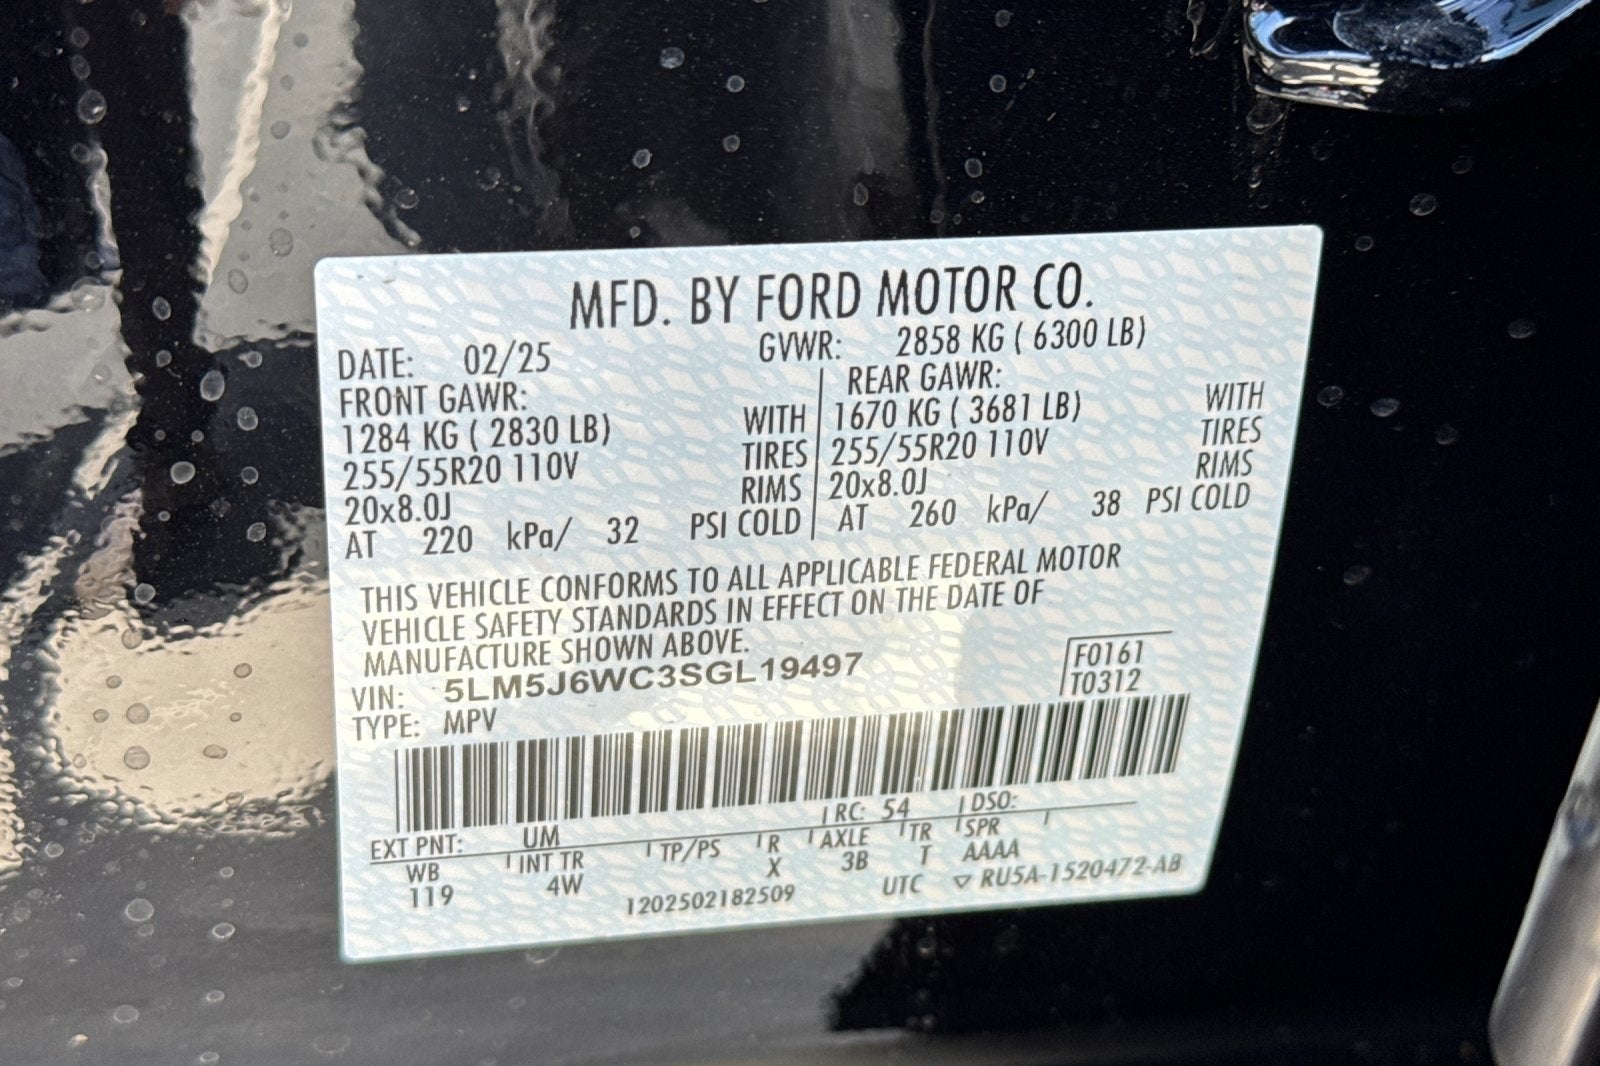 MFD. BY FORD MOTOR CO.
DATE: 02/25 GVWR: 2858 KG ( 6300 LB)
FRONT GAWR: REAR GAWR:
1284 KG ( 2830 LB) WITH 1670 KG ( 3681 LB) WITH
255/55R20 110V TIRES 255/55R20 110V TIRES
20x8.0J RIMS 20x8.0J RIMS
AT 220 kPa/ 32 PSI COLD AT 260 kPa/ 38 PSI COLD
THIS VEHICLE CONFORMS TO ALL APPLICABLE FEDERAL MOTOR
VEHICLE SAFETY STANDARDS IN EFFECT ON THE DATE OF
MANUFACTURE SHOWN ABOVE.
VIN: 5LM5J6WC3SGL19497 F0161
TYPE: MPV T0312
EXT PNT: UM RC: 54 DSO:
WB INT TR TP/PS R AXLE TR SPR
119 4W X 3B T AAAA
1202502182509 UTC ▽ RU5A-1520472-AB